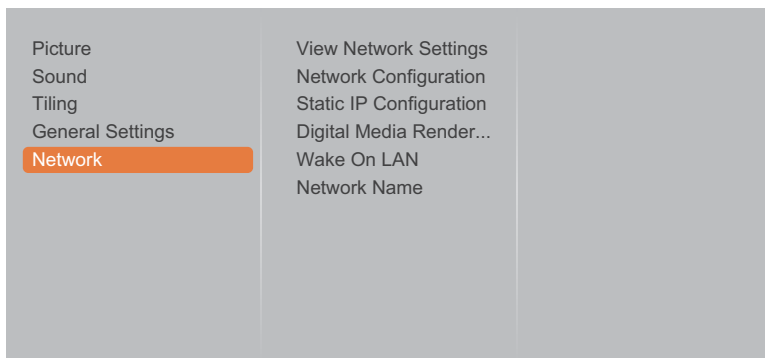 Picture
Sound
Tiling
General Settings
Network
View Network Settings
Network Configuration
Static IP Configuration
Digital Media Render...
Wake On LAN
Network Name